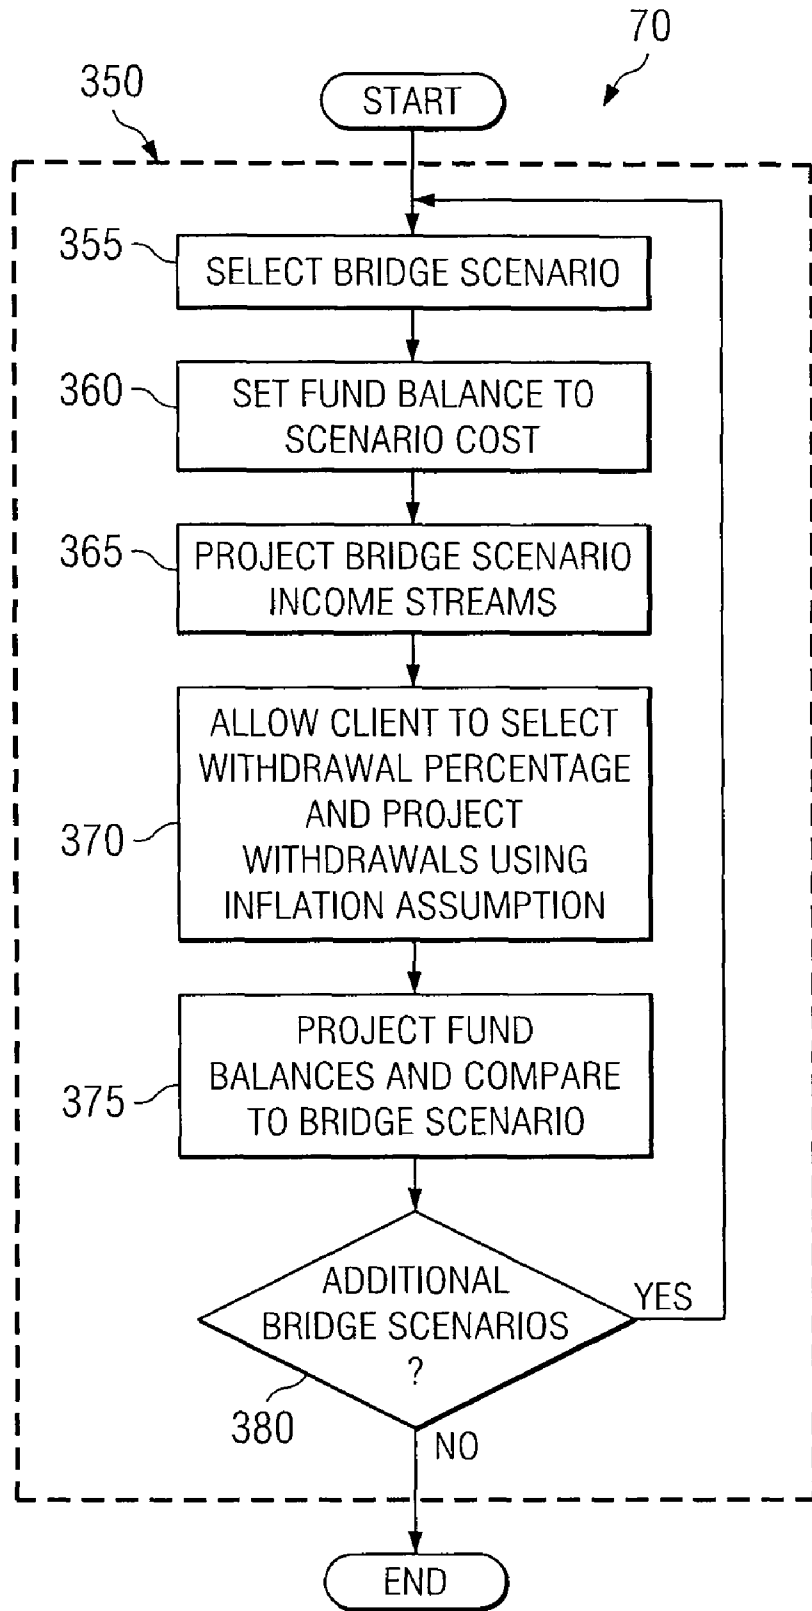 70
350
START
355
SELECT BRIDGE SCENARIO
360
SET FUND BALANCE TO
SCENARIO COST
365
PROJECT BRIDGE SCENARIO
INCOME STREAMS
370
ALLOW CLIENT TO SELECT
WITHDRAWAL PERCENTAGE
AND PROJECT
WITHDRAWALS USING
INFLATION ASSUMPTION
375
PROJECT FUND
BALANCES AND COMPARE
TO BRIDGE SCENARIO
ADDITIONAL
BRIDGE SCENARIOS
?
YES
380
NO
END